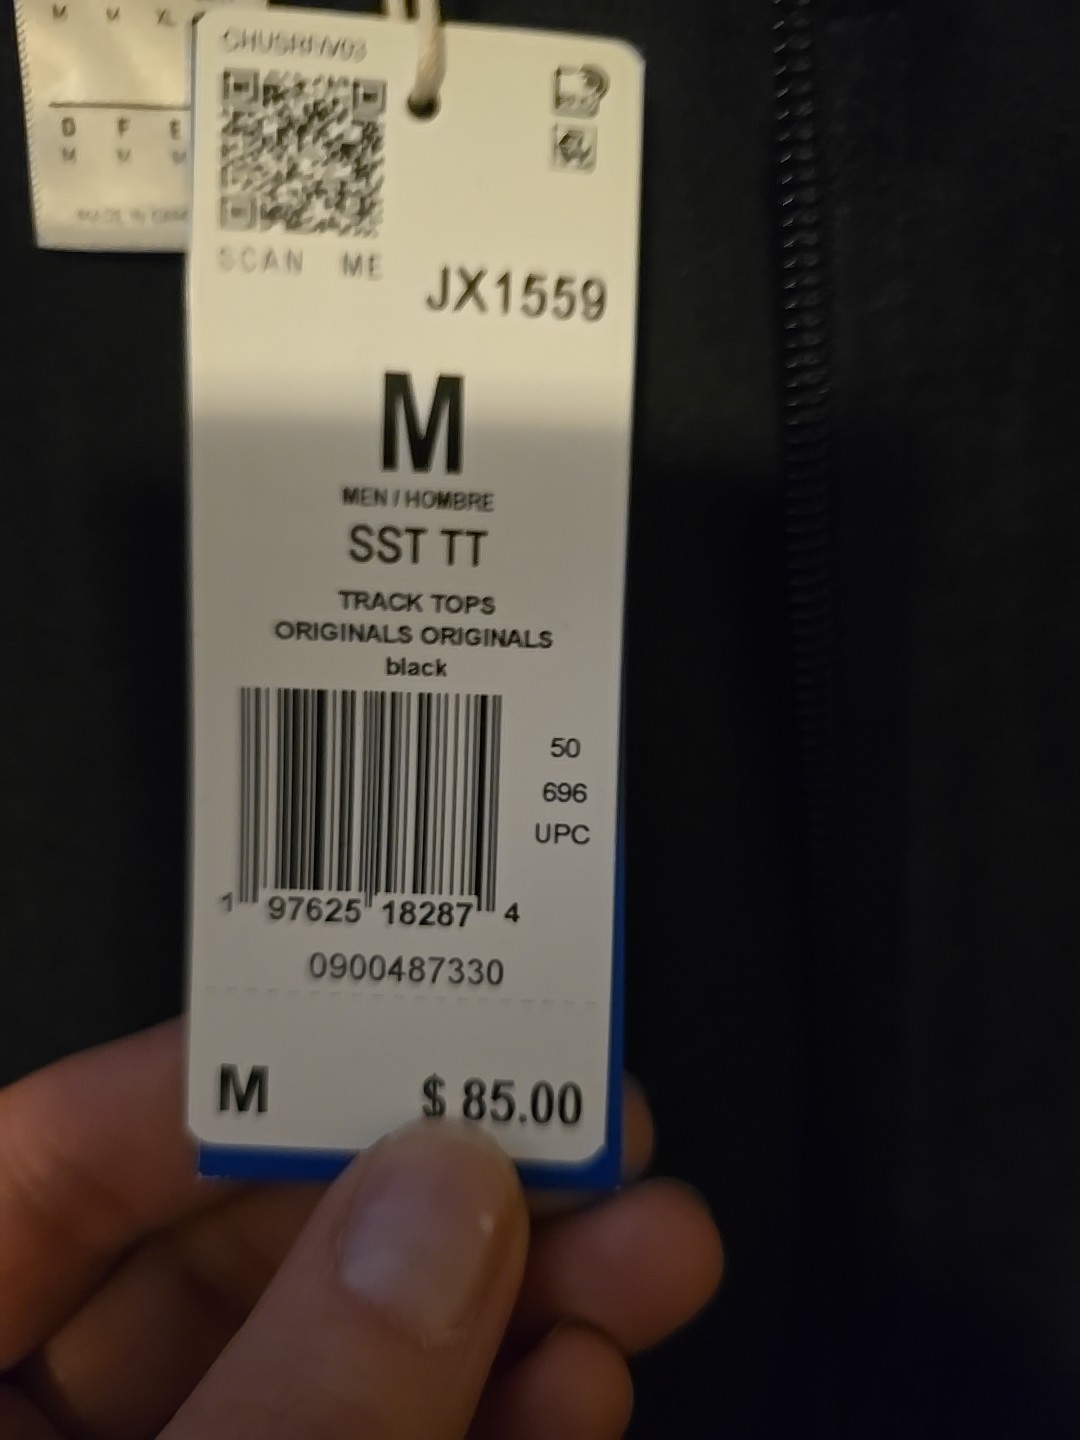 M M XL
D F E
M M M
SCAN ME
JX1559
M
MEN / HOMBRE
SST TT
TRACK TOPS
ORIGINALS ORIGINALS
black
50
696
UPC
1 97625 18287 4
0900487330
M $ 85.00